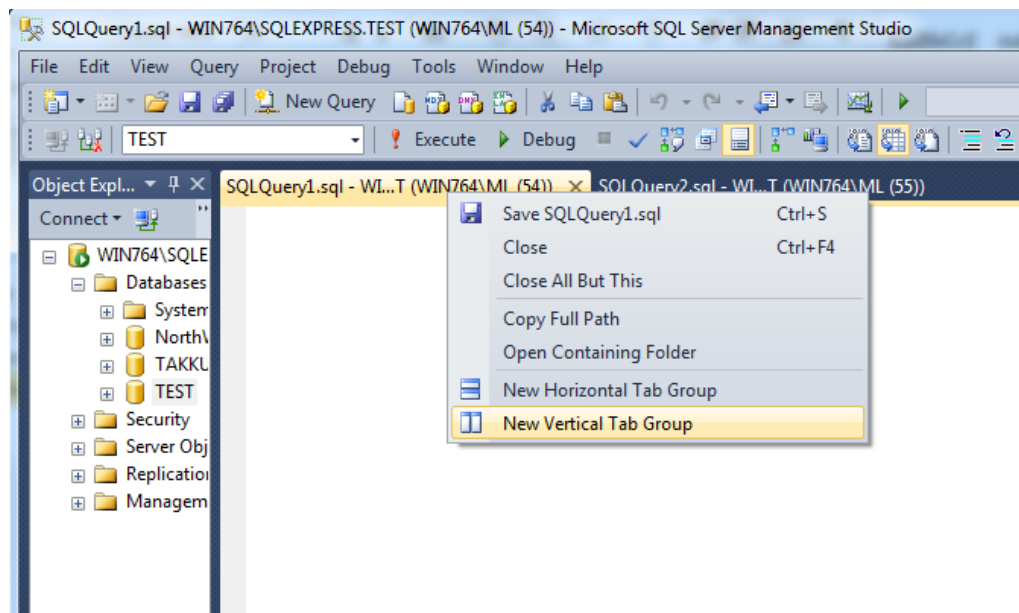 SQLQuery1.sql - WIN764\SQLEXPRESS.TEST (WIN764\ML (54)) - Microsoft SQL Server Management Studio
File Edit View Query Project Debug Tools Window Help
New Query
TEST Execute Debug
Object Expl... SQLQuery1.sql - WI...T (WIN764\ML (54)) SQLQuery2.sql - WI...T (WIN764\ML (55))
Connect
Save SQLQuery1.sql Ctrl+S
Close Ctrl+F4
Close All But This
Copy Full Path
Open Containing Folder
New Horizontal Tab Group
New Vertical Tab Group
WIN764\SQLE
Databases
System
North
TAKKU
TEST
Security
Server Obj
Replication
Managem